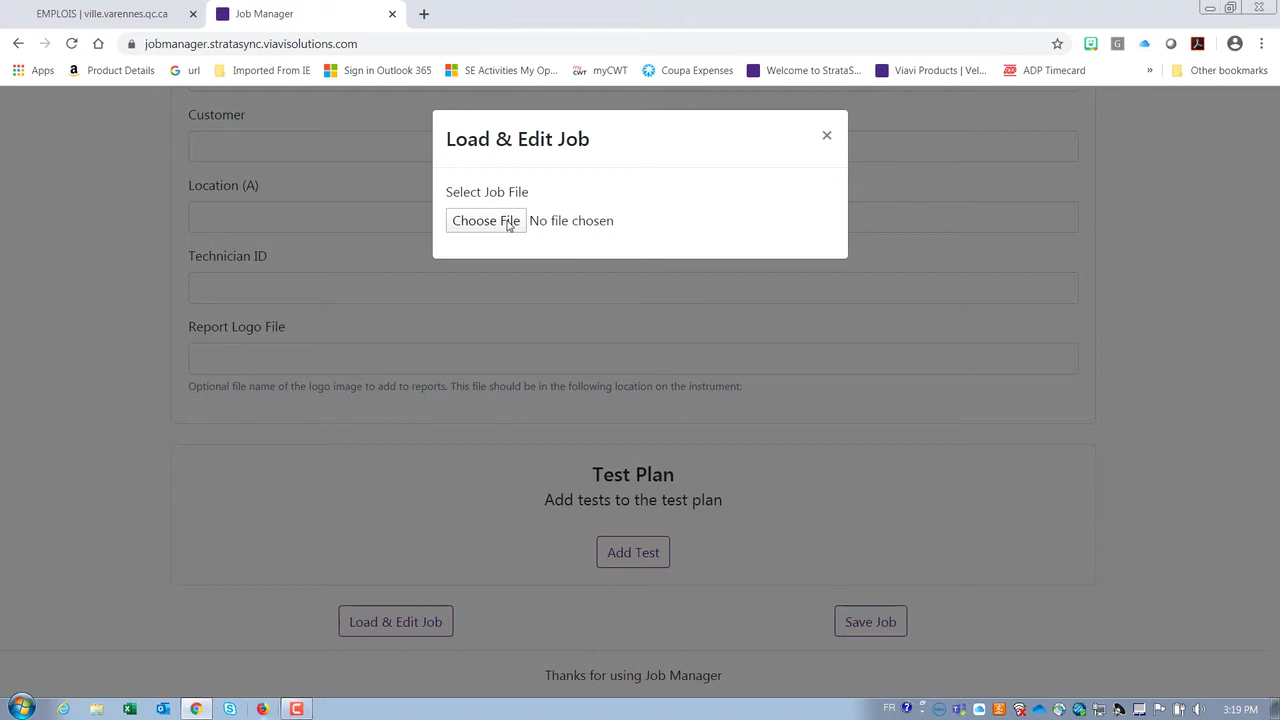 EMPLOIS | ville.varennes.qc.ca
Job Manager
jobmanager.stratasync.viavisolutions.com
Apps
Product Details
url
Imported From IE
Sign in Outlook 365
SE Activities My Op...
myCWT
Coupa Expenses
Welcome to StrataS...
Viavi Products | Vel...
ADP Timecard
»
Other bookmarks
Customer
Load & Edit Job
Select Job File
Choose File No file chosen
Location (A)
Technician ID
Report Logo File
Optional file name of the logo image to add to reports. This file should be in the following location on the instrument:
Test Plan
Add tests to the test plan
Add Test
Load & Edit Job
Save Job
Thanks for using Job Manager
FR
3:19 PM